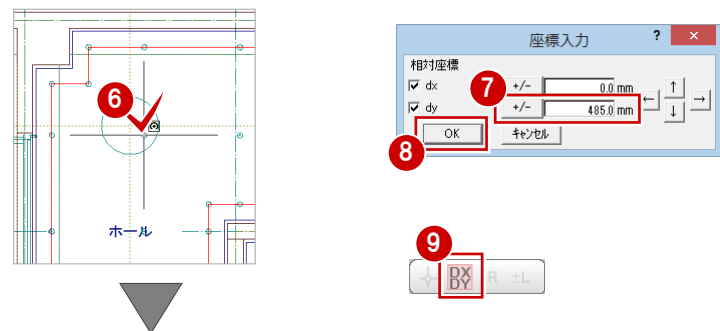 6
ホール
座標入力
? ×
相対座標
7
dx +/- 0.0 mm ← ↑ →
dy +/- 485.0 mm ↓
OK キャンセル
8
9
DX R ±L
DY